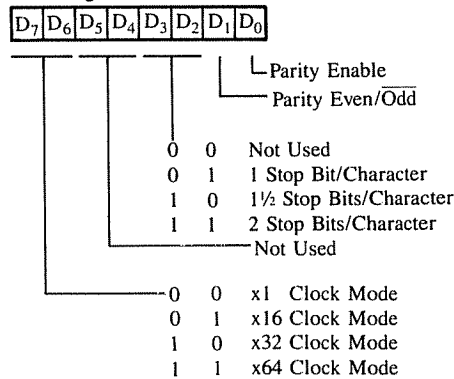 D7 D6 D5 D4 D3 D2 D1 D0
Parity Enable
Parity Even/Odd
0 0 Not Used
0 1 1 Stop Bit/Character
1 0 1½ Stop Bits/Character
1 1 2 Stop Bits/Character
Not Used
0 0 x1 Clock Mode
0 1 x16 Clock Mode
1 0 x32 Clock Mode
1 1 x64 Clock Mode